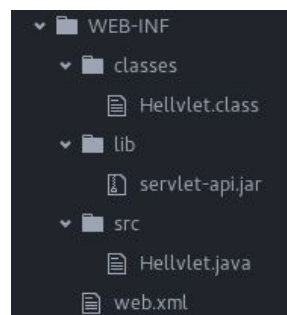 WEB-INF
classes
Hellvlet.class
lib
servlet-api.jar
src
Hellvlet.java
web.xml